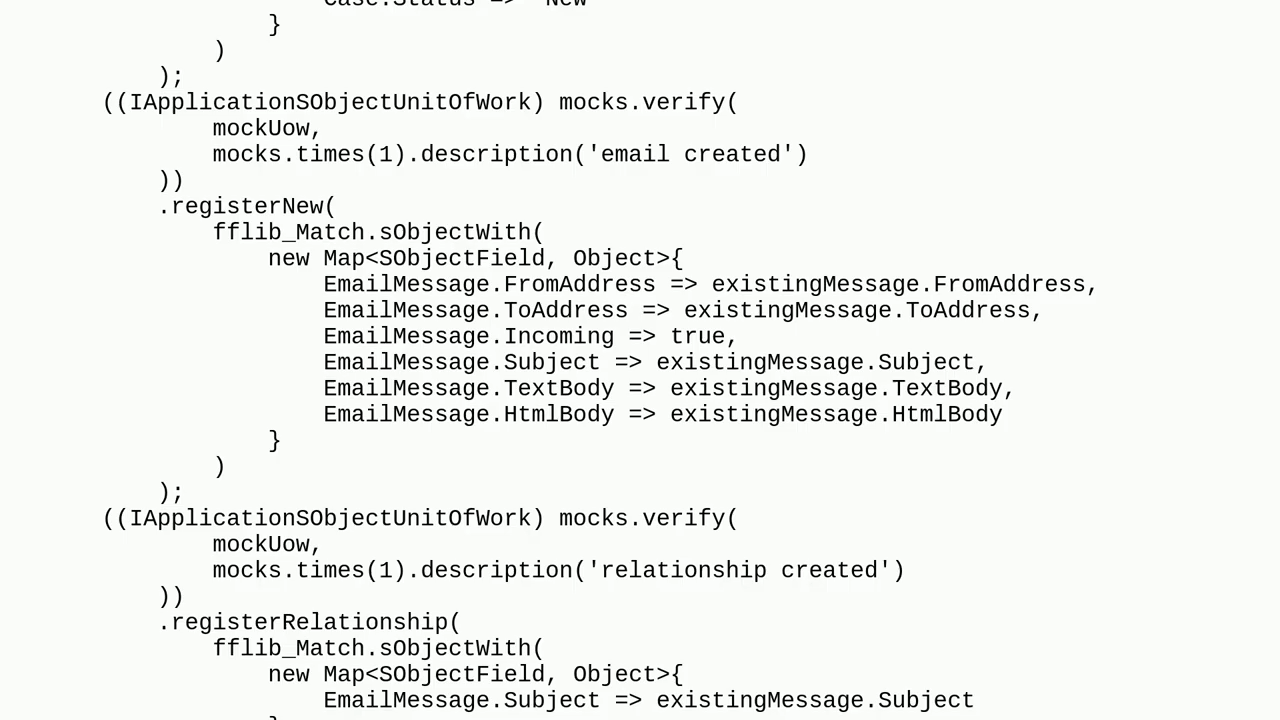 Case.Status => 'New'
}
)
);
((IApplicationSObjectUnitOfWork) mocks.verify(
mockUow,
mocks.times(1).description('email created')
))
.registerNew(
fflib_Match.sObjectWith(
new Map<SObjectField, Object>{
EmailMessage.FromAddress => existingMessage.FromAddress,
EmailMessage.ToAddress => existingMessage.ToAddress,
EmailMessage.Incoming => true,
EmailMessage.Subject => existingMessage.Subject,
EmailMessage.TextBody => existingMessage.TextBody,
EmailMessage.HtmlBody => existingMessage.HtmlBody
}
)
);
((IApplicationSObjectUnitOfWork) mocks.verify(
mockUow,
mocks.times(1).description('relationship created')
))
.registerRelationship(
fflib_Match.sObjectWith(
new Map<SObjectField, Object>{
EmailMessage.Subject => existingMessage.Subject
}